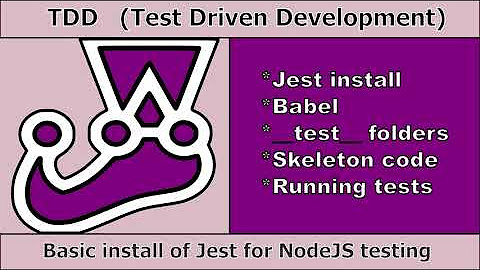 TDD (Test Driven Development)
*Jest install
*Babel
*__test__ folders
*Skeleton code
*Running tests
Basic install of Jest for NodeJS testing